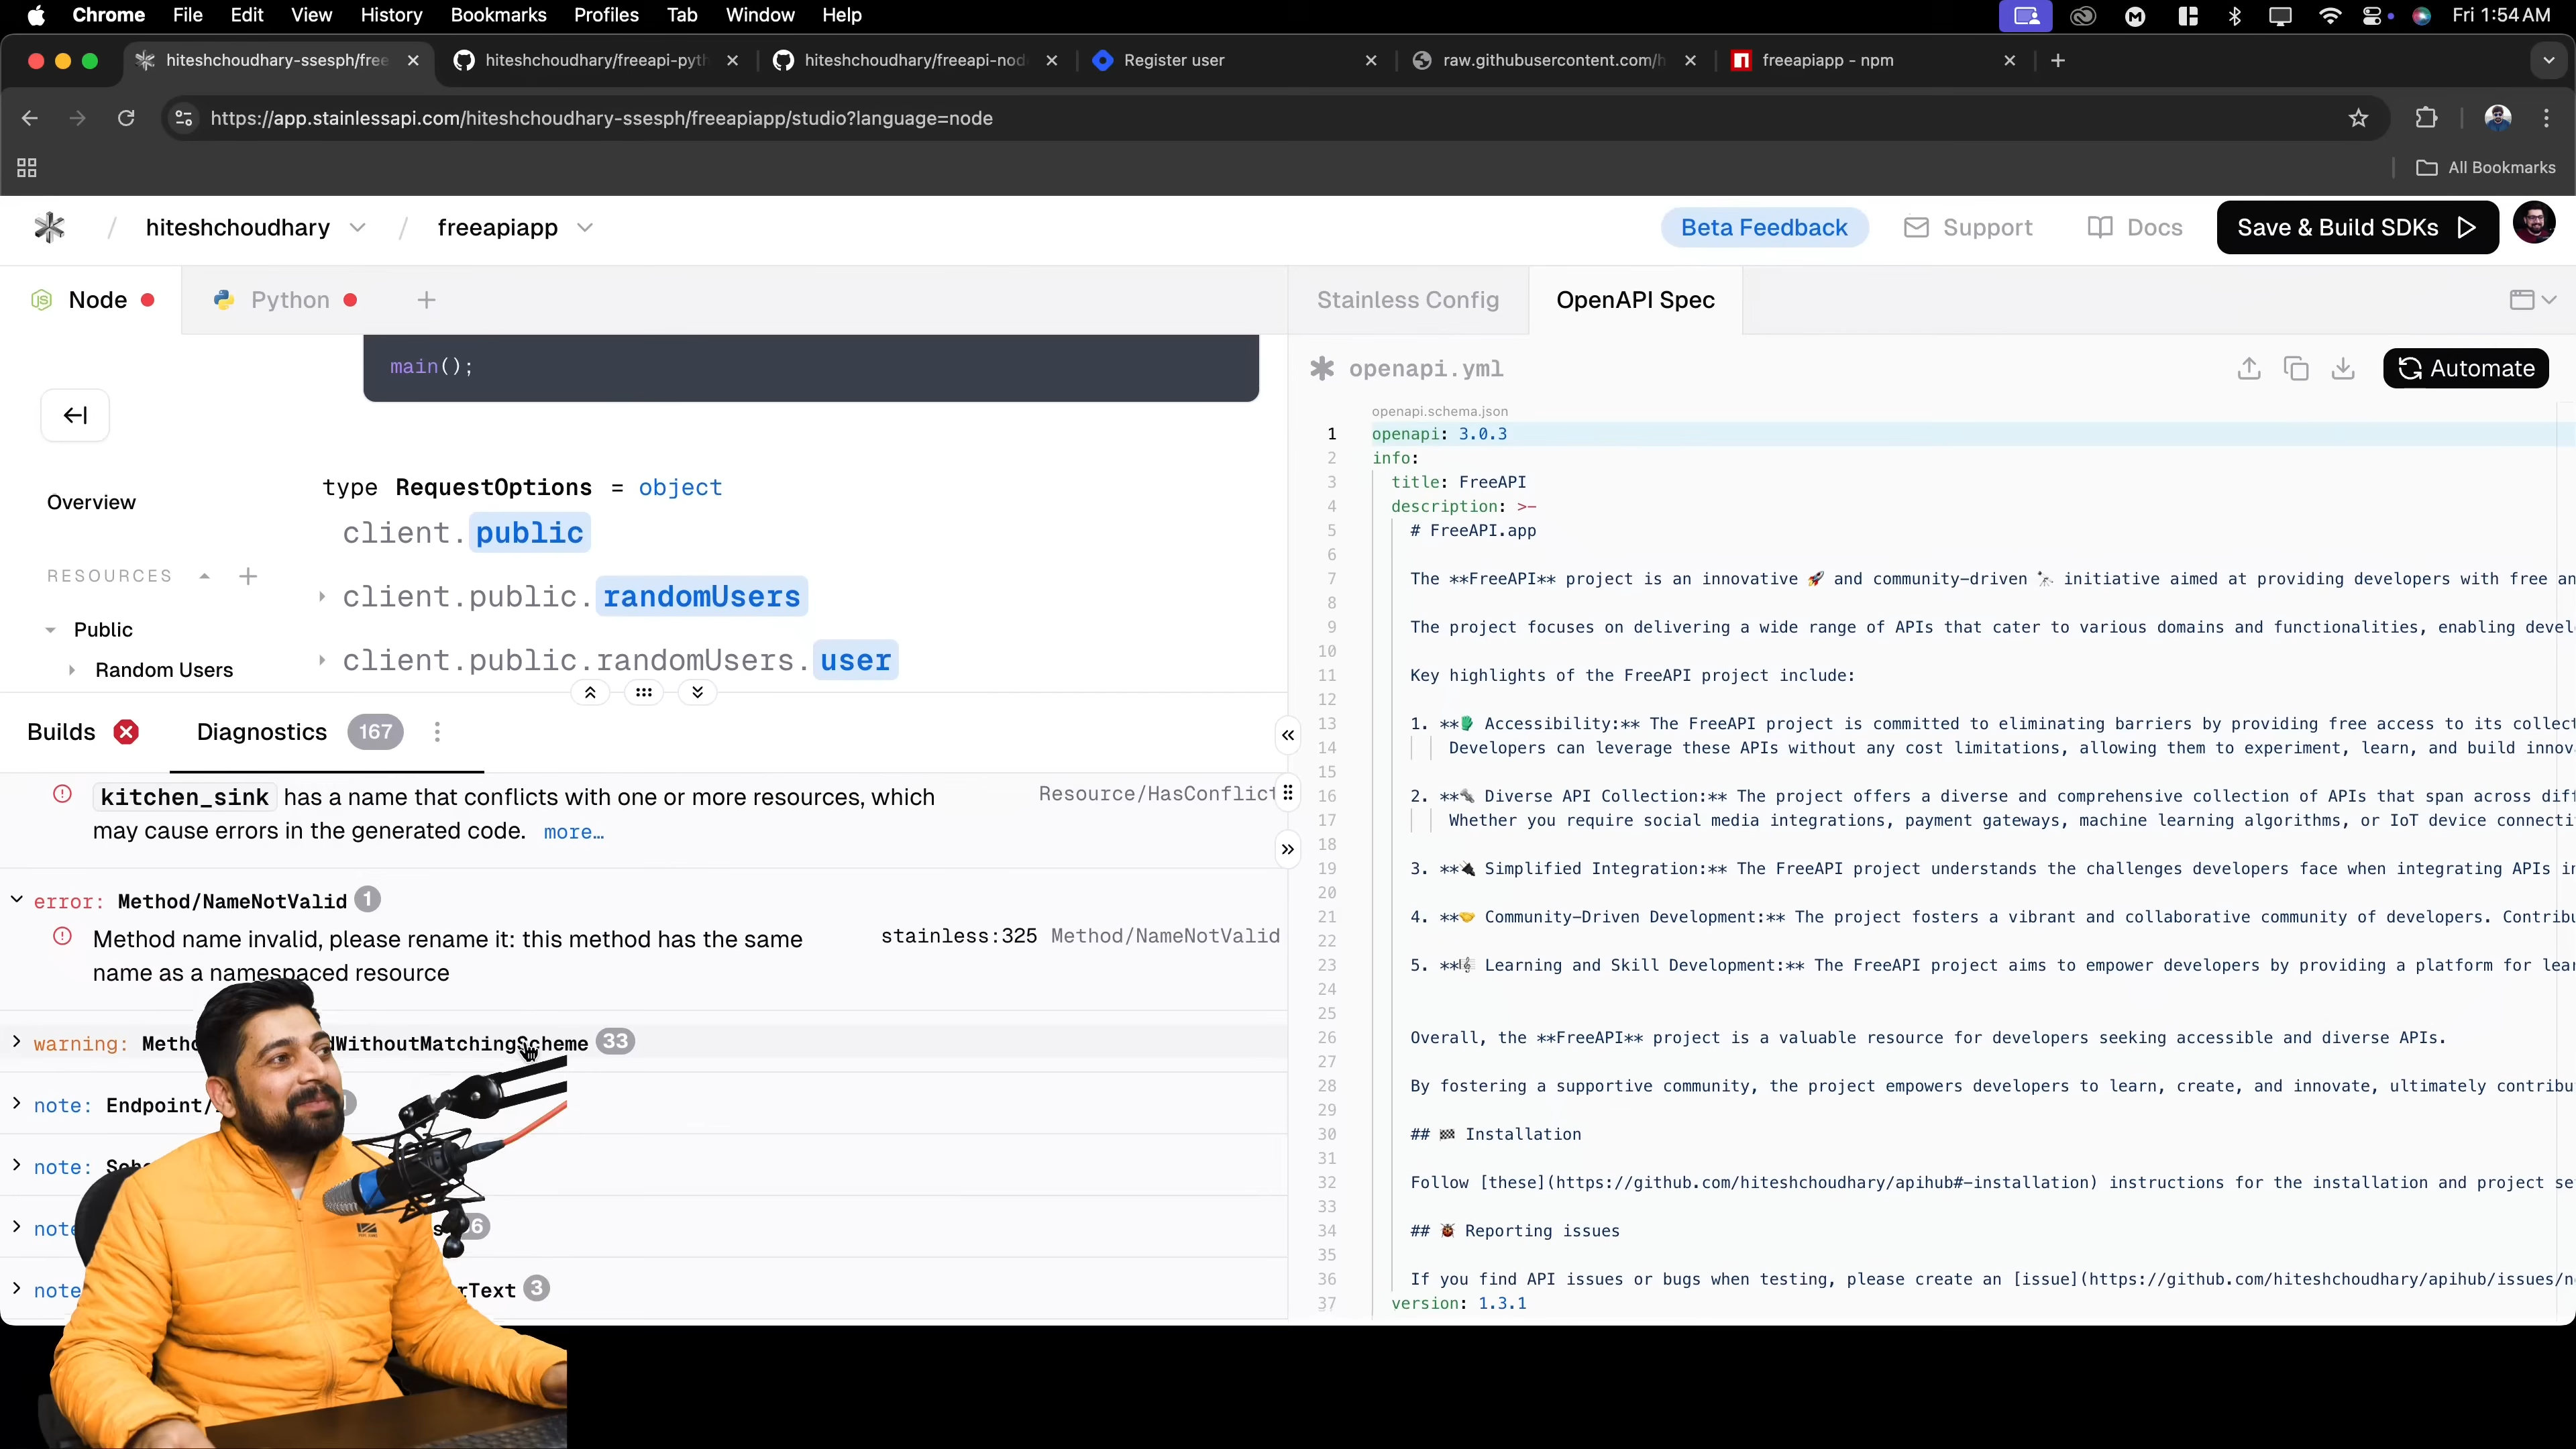 Chrome File Edit View History Bookmarks Profiles Tab Window Help Fri 1:54 AM
hiteshchoudhary-ssesph/free hiteshchoudhary/freeapi-pyth hiteshchoudhary/freeapi-nod Register user raw.githubusercontent.com/h freeapiapp - npm
https://app.stainlessapi.com/hiteshchoudhary-ssesph/freeapiapp/studio?language=node
All Bookmarks
/ hiteshchoudhary / freeapiapp Beta Feedback Support Docs Save & Build SDKs
Node Python Stainless Config OpenAPI Spec
main();
openapi.yml Automate
Overview
RESOURCES
Public
Random Users
type RequestOptions = object
client.public
client.public.randomUsers
client.public.randomUsers.user
Builds Diagnostics 167
kitchen_sink has a name that conflicts with one or more resources, which Resource/HasConflict
may cause errors in the generated code. more...
error: Method/NameNotValid 1
Method name invalid, please rename it: this method has the same stainless:325 Method/NameNotValid
name as a namespaced resource
warning: Metho dWithoutMatchingScheme 33
note: Endpoint/
note:
note 6
note rText 3
openapi.schema.json
1 openapi: 3.0.3
2 info:
3 title: FreeAPI
4 description: >-
5 # FreeAPI.app
6
7 The **FreeAPI** project is an innovative 🚀 and community-driven 🔭 initiative aimed at providing developers with free an
8
9 The project focuses on delivering a wide range of APIs that cater to various domains and functionalities, enabling devel
10
11 Key highlights of the FreeAPI project include:
12
13 1. **🧤 Accessibility:** The FreeAPI project is committed to eliminating barriers by providing free access to its collect
14 Developers can leverage these APIs without any cost limitations, allowing them to experiment, learn, and build innov
15
16 2. **🔩 Diverse API Collection:** The project offers a diverse and comprehensive collection of APIs that span across dif
17 Whether you require social media integrations, payment gateways, machine learning algorithms, or IoT device connecti
18
19 3. **🔌 Simplified Integration:** The FreeAPI project understands the challenges developers face when integrating APIs i
20
21 4. **🤝 Community-Driven Development:** The project fosters a vibrant and collaborative community of developers. Contribu
22
23 5. **🎼 Learning and Skill Development:** The FreeAPI project aims to empower developers by providing a platform for lea
24
25
26 Overall, the **FreeAPI** project is a valuable resource for developers seeking accessible and diverse APIs.
27
28 By fostering a supportive community, the project empowers developers to learn, create, and innovate, ultimately contribu
29
30 ## 🏁 Installation
31
32 Follow [these](https://github.com/hiteshchoudhary/apihub#-installation) instructions for the installation and project se
33
34 ## 🐞 Reporting issues
35
36 If you find API issues or bugs when testing, please create an [issue](https://github.com/hiteshchoudhary/apihub/issues/n
37 version: 1.3.1